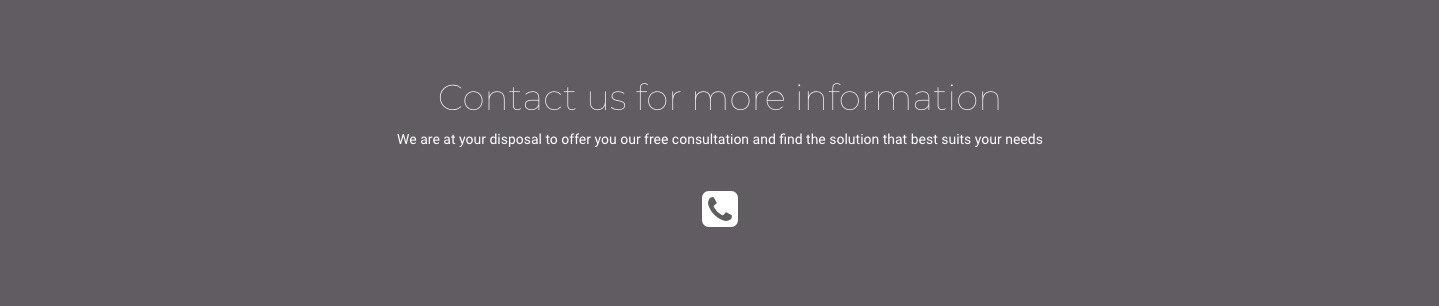 Contact us for more information
We are at your disposal to offer you our free consultation and find the solution that best suits your needs